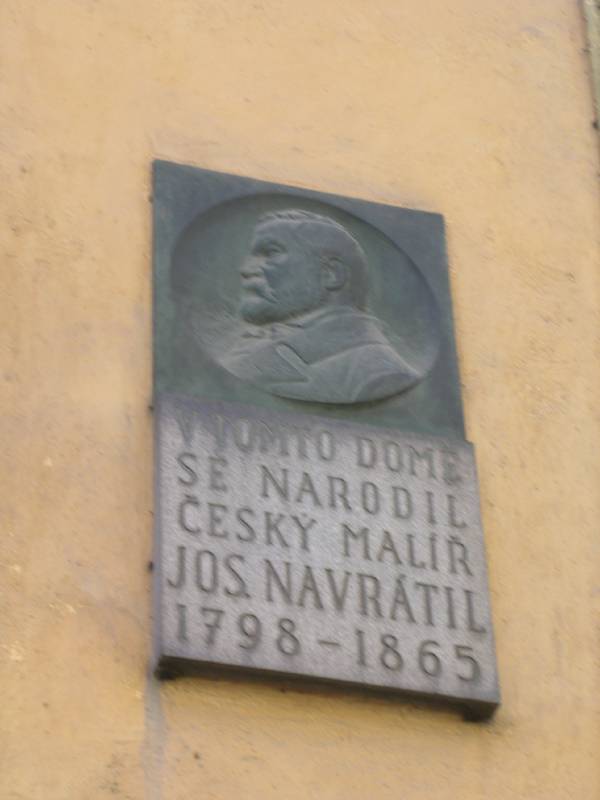 V TOMTO DOMĚ
SE NARODIL
ČESKÝ MALÍŘ
JOS. NAVRÁTIL
1798-1865